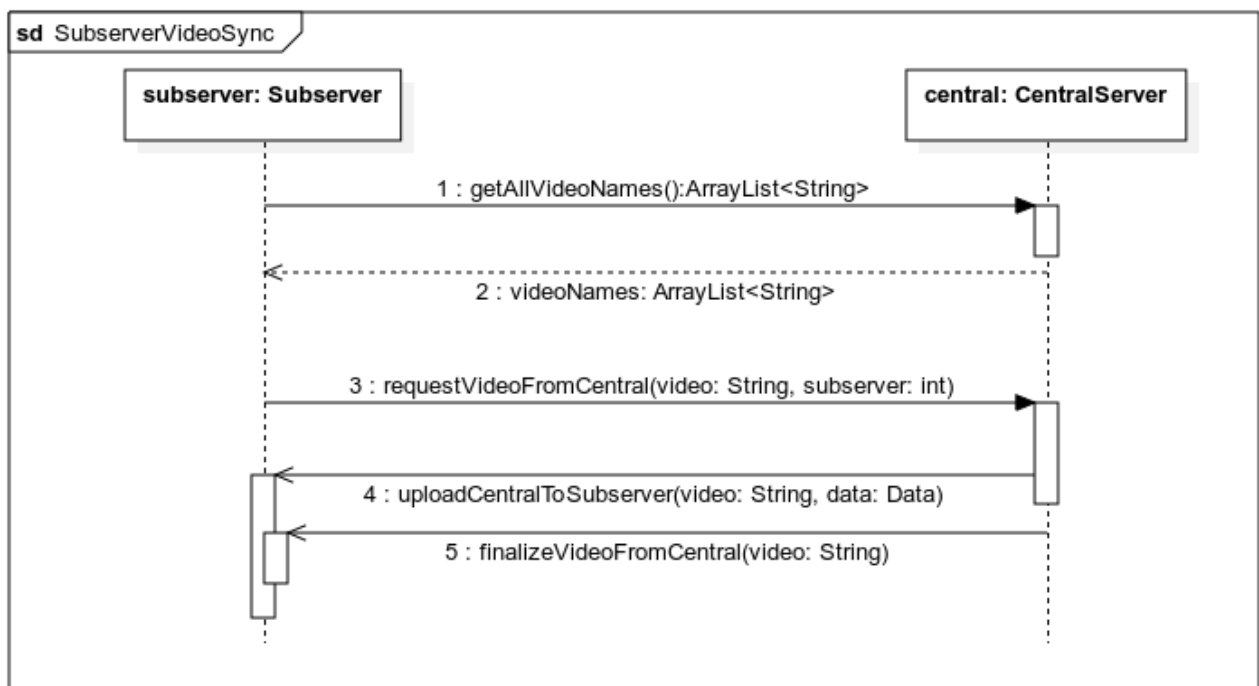 sd SubserverVideoSync
subserver: Subserver
central: CentralServer
1 : getAllVideoNames():ArrayList<String>
2 : videoNames: ArrayList<String>
3 : requestVideoFromCentral(video: String, subserver: int)
4 : uploadCentralToSubserver(video: String, data: Data)
5 : finalizeVideoFromCentral(video: String)